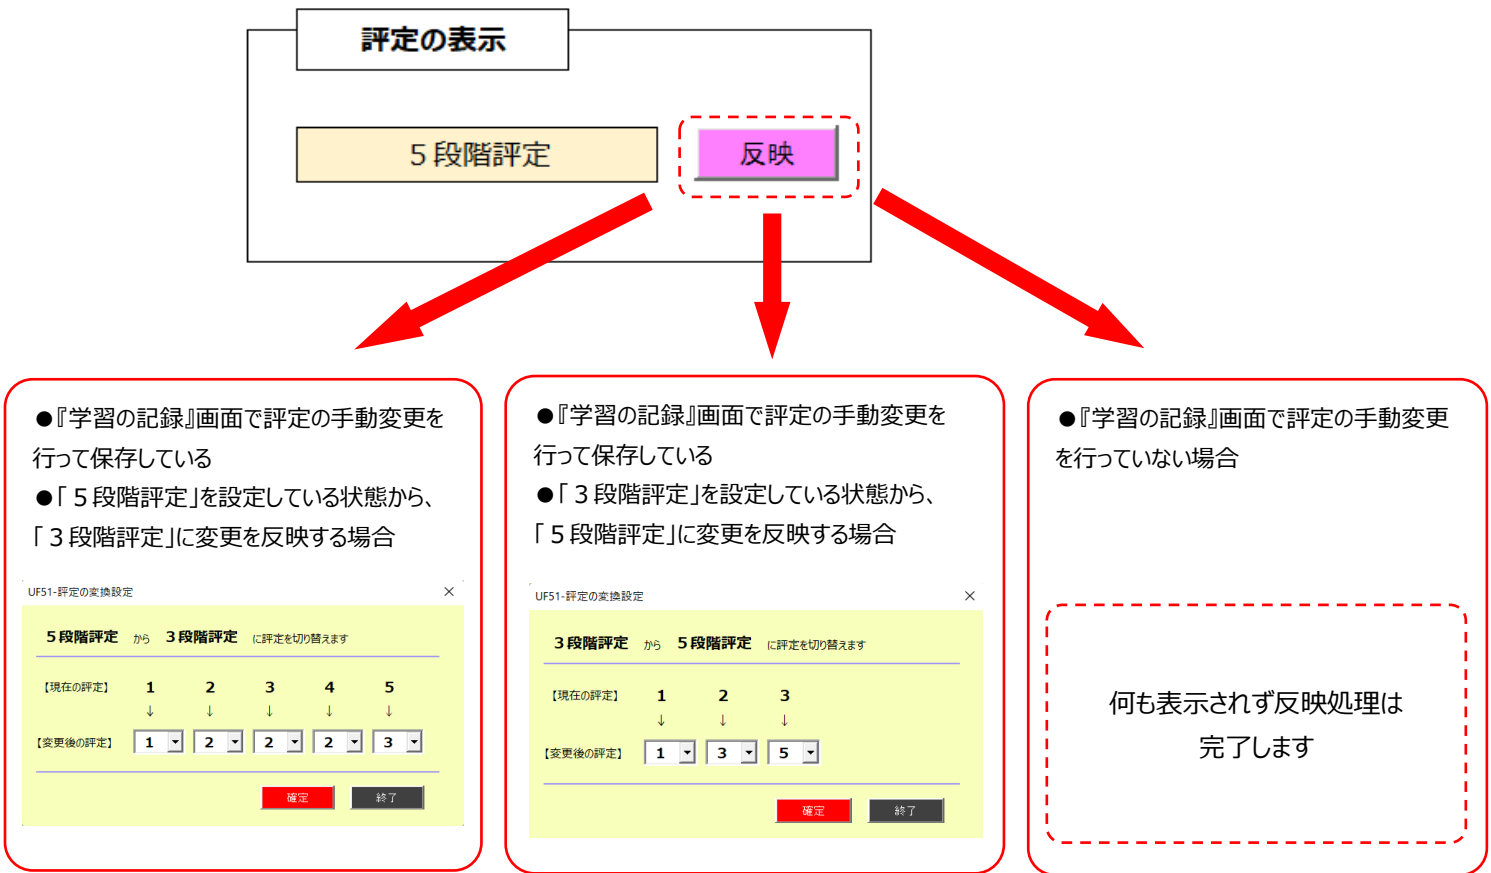 評定の表示
５段階評定
反映
●『学習の記録』画面で評定の手動変更を
行って保存している
●「５段階評定」を設定している状態から、
「３段階評定」に変更を反映する場合
UF51-評定の変換設定
５段階評定 から ３段階評定 に評定を切り替えます
【現在の評定】 1 2 3 4 5
↓ ↓ ↓ ↓ ↓
【変更後の評定】 1 2 2 2 3
確定 終了
●『学習の記録』画面で評定の手動変更を
行って保存している
●「３段階評定」を設定している状態から、
「５段階評定」に変更を反映する場合
UF51-評定の変換設定
３段階評定 から ５段階評定 に評定を切り替えます
【現在の評定】 1 2 3
↓ ↓ ↓
【変更後の評定】 1 3 5
確定 終了
●『学習の記録』画面で評定の手動変更
を行っていない場合
何も表示されず反映処理は
完了します